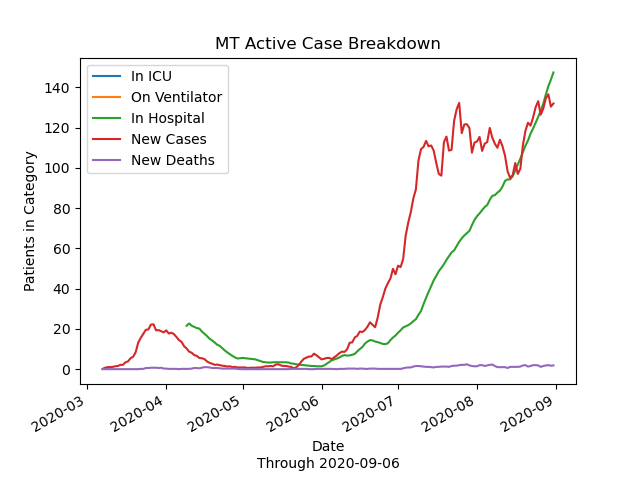 MT Active Case Breakdown
In ICU
On Ventilator
In Hospital
New Cases
New Deaths
Patients in Category
140
120
100
80
60
40
20
0
2020-03
2020-04
2020-05
2020-06
2020-07
2020-08
2020-09
Date
Through 2020-09-06